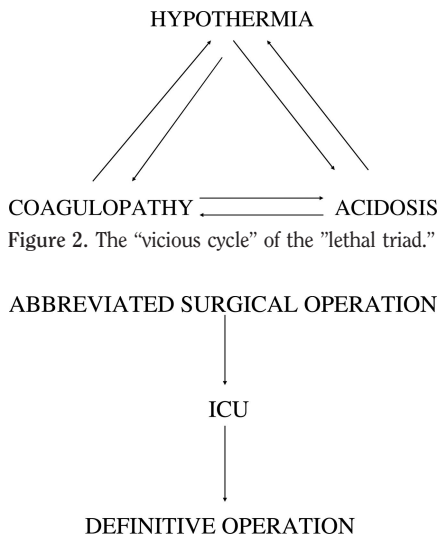 HYPOTHERMIA
COAGULOPATHY ACIDOSIS
Figure 2. The “vicious cycle” of the ”lethal triad.”
ABBREVIATED SURGICAL OPERATION
ICU
DEFINITIVE OPERATION